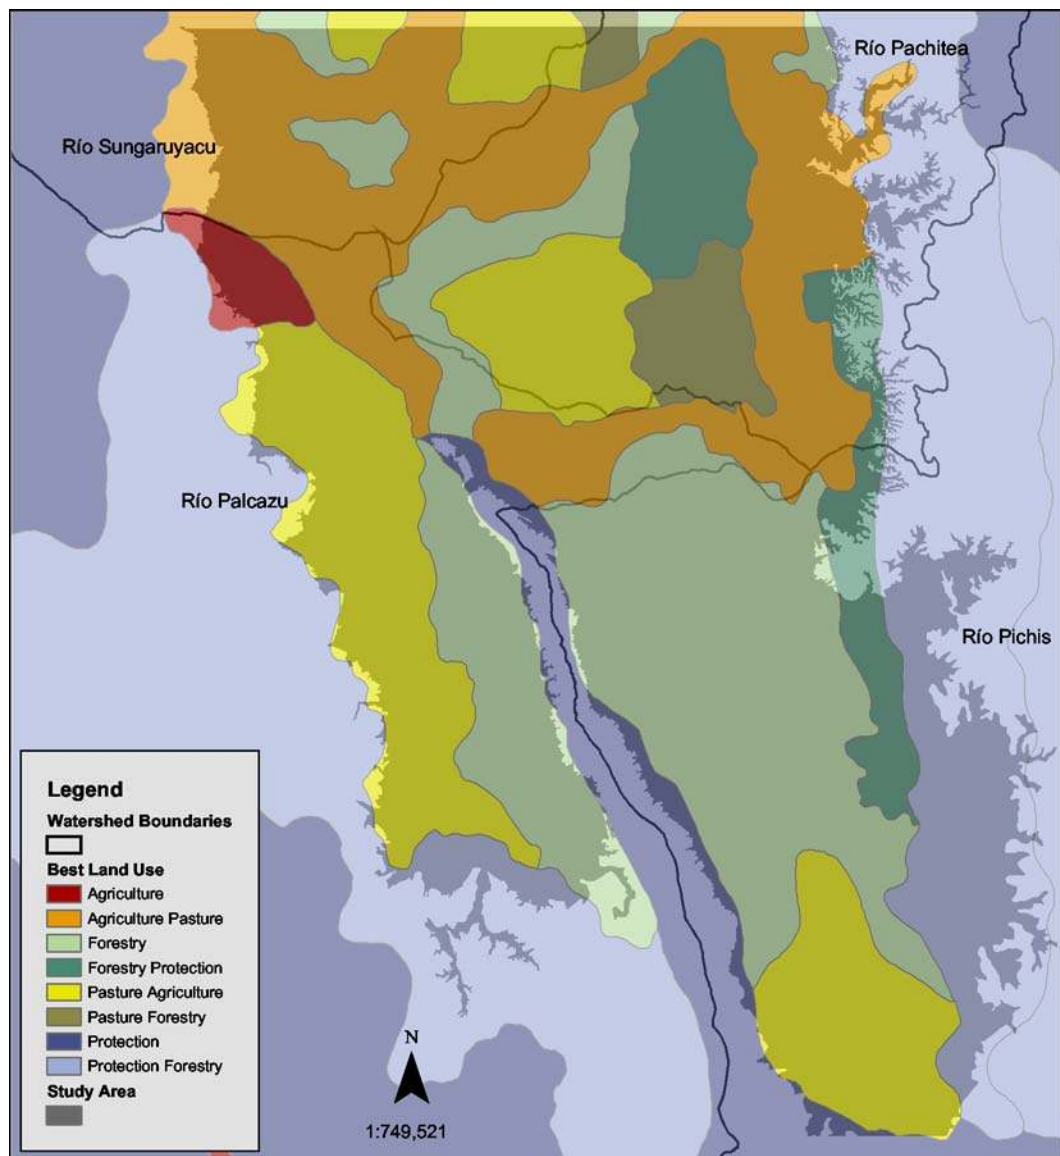 Río Pachitea
Río Sungaruyacu
Río Palcazu
Río Pichis
Legend
Watershed Boundaries
Best Land Use
Agriculture
Agriculture Pasture
Forestry
Forestry Protection
Pasture Agriculture
Pasture Forestry
Protection
Protection Forestry
Study Area
N
1:749,521